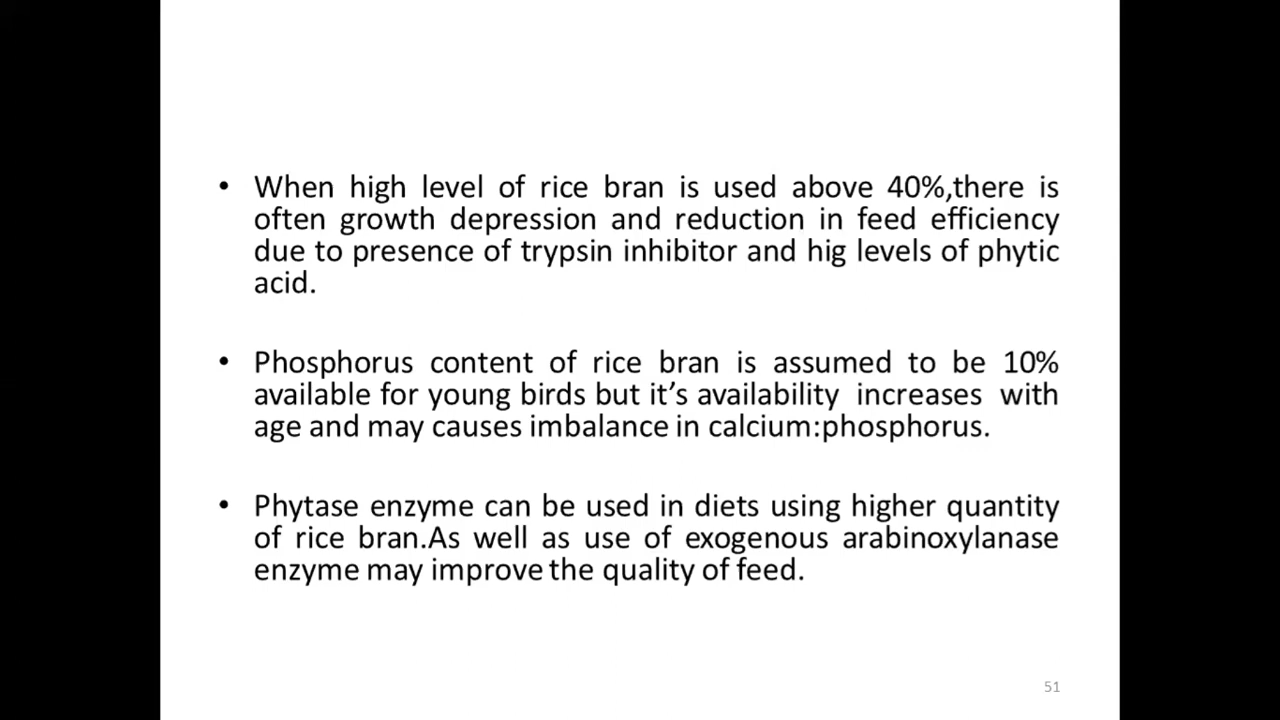 • When high level of rice bran is used above 40%,there is
often growth depression and reduction in feed efficiency
due to presence of trypsin inhibitor and hig levels of phytic
acid.
• Phosphorus content of rice bran is assumed to be 10%
available for young birds but it’s availability increases with
age and may causes imbalance in calcium:phosphorus.
• Phytase enzyme can be used in diets using higher quantity
of rice bran.As well as use of exogenous arabinoxylanase
enzyme may improve the quality of feed.
51